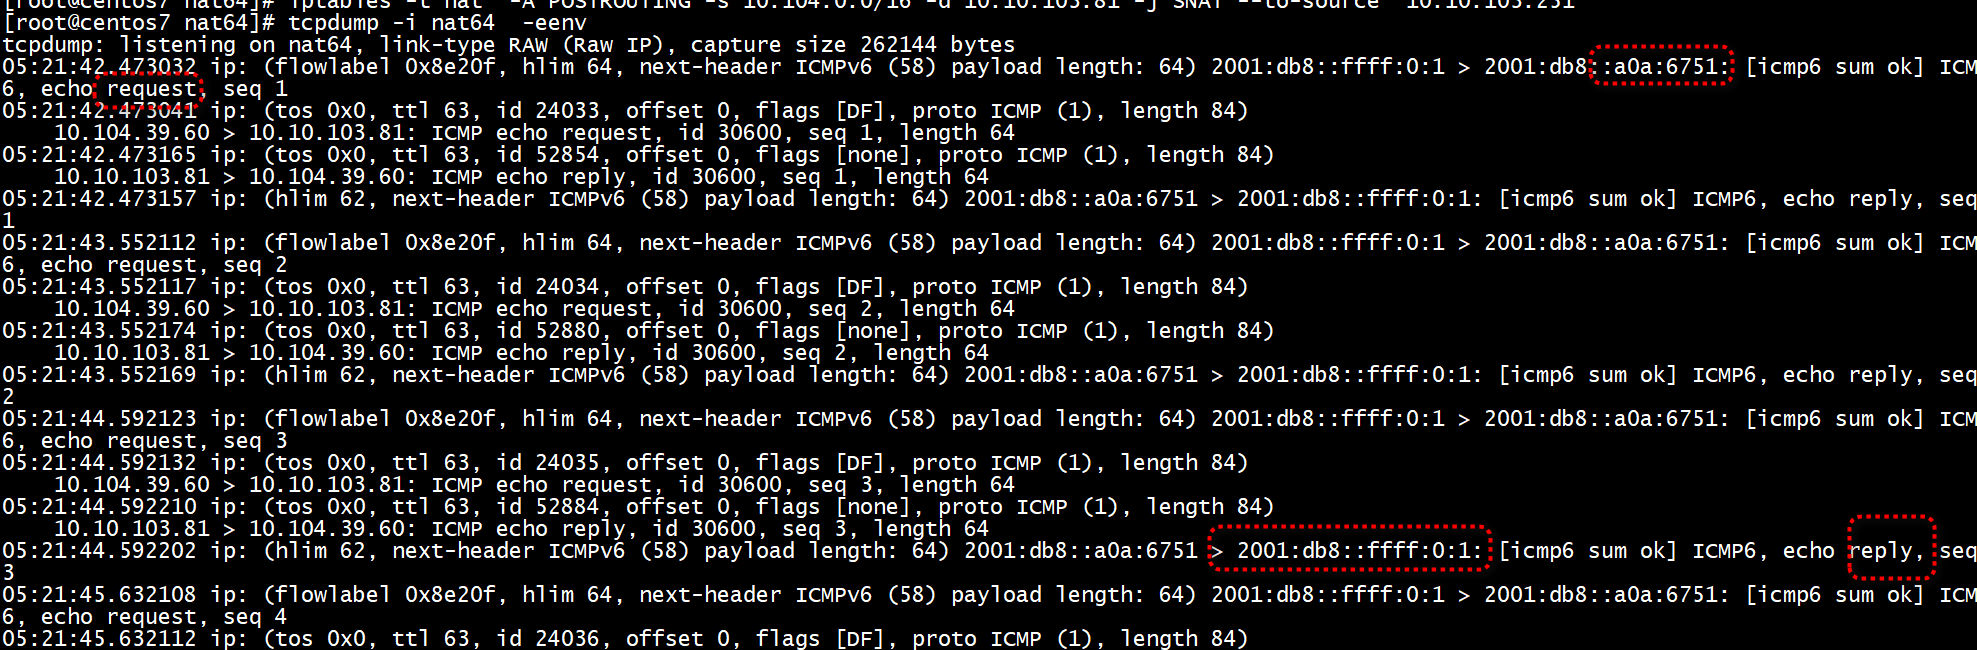 [root@centos7 nat64]# iptables -t nat  -A POSTROUTING -s 10.104.0.0/16 -d 10.10.103.81 -j SNAT --to-source  10.10.103.231
[root@centos7 nat64]# tcpdump -i nat64  -eenv
tcpdump: listening on nat64, link-type RAW (Raw IP), capture size 262144 bytes
05:21:42.473032 ip: (flowlabel 0x8e20f, hlim 64, next-header ICMPv6 (58) payload length: 64) 2001:db8::ffff:0:1 > 2001:db8::a0a:6751: [icmp6 sum ok] ICM
6, echo request, seq 1
05:21:42.473041 ip: (tos 0x0, ttl 63, id 24033, offset 0, flags [DF], proto ICMP (1), length 84)
    10.104.39.60 > 10.10.103.81: ICMP echo request, id 30600, seq 1, length 64
05:21:42.473165 ip: (tos 0x0, ttl 63, id 52854, offset 0, flags [none], proto ICMP (1), length 84)
    10.10.103.81 > 10.104.39.60: ICMP echo reply, id 30600, seq 1, length 64
05:21:42.473157 ip: (hlim 62, next-header ICMPv6 (58) payload length: 64) 2001:db8::a0a:6751 > 2001:db8::ffff:0:1: [icmp6 sum ok] ICMP6, echo reply, seq
1
05:21:43.552112 ip: (flowlabel 0x8e20f, hlim 64, next-header ICMPv6 (58) payload length: 64) 2001:db8::ffff:0:1 > 2001:db8::a0a:6751: [icmp6 sum ok] ICM
6, echo request, seq 2
05:21:43.552117 ip: (tos 0x0, ttl 63, id 24034, offset 0, flags [DF], proto ICMP (1), length 84)
    10.104.39.60 > 10.10.103.81: ICMP echo request, id 30600, seq 2, length 64
05:21:43.552174 ip: (tos 0x0, ttl 63, id 52880, offset 0, flags [none], proto ICMP (1), length 84)
    10.10.103.81 > 10.104.39.60: ICMP echo reply, id 30600, seq 2, length 64
05:21:43.552169 ip: (hlim 62, next-header ICMPv6 (58) payload length: 64) 2001:db8::a0a:6751 > 2001:db8::ffff:0:1: [icmp6 sum ok] ICMP6, echo reply, seq
2
05:21:44.592123 ip: (flowlabel 0x8e20f, hlim 64, next-header ICMPv6 (58) payload length: 64) 2001:db8::ffff:0:1 > 2001:db8::a0a:6751: [icmp6 sum ok] ICM
6, echo request, seq 3
05:21:44.592132 ip: (tos 0x0, ttl 63, id 24035, offset 0, flags [DF], proto ICMP (1), length 84)
    10.104.39.60 > 10.10.103.81: ICMP echo request, id 30600, seq 3, length 64
05:21:44.592210 ip: (tos 0x0, ttl 63, id 52884, offset 0, flags [none], proto ICMP (1), length 84)
    10.10.103.81 > 10.104.39.60: ICMP echo reply, id 30600, seq 3, length 64
05:21:44.592202 ip: (hlim 62, next-header ICMPv6 (58) payload length: 64) 2001:db8::a0a:6751 > 2001:db8::ffff:0:1: [icmp6 sum ok] ICMP6, echo reply, seq
3
05:21:45.632108 ip: (flowlabel 0x8e20f, hlim 64, next-header ICMPv6 (58) payload length: 64) 2001:db8::ffff:0:1 > 2001:db8::a0a:6751: [icmp6 sum ok] ICM
6, echo request, seq 4
05:21:45.632112 ip: (tos 0x0, ttl 63, id 24036, offset 0, flags [DF], proto ICMP (1), length 84)